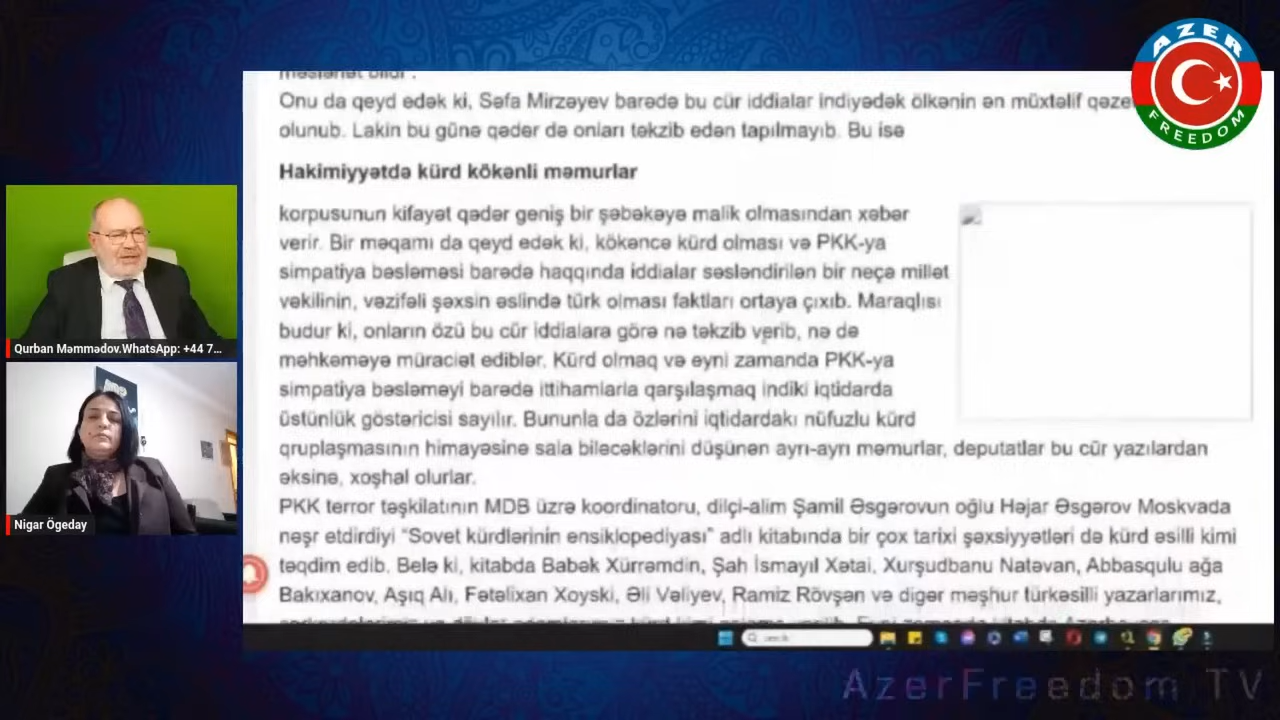 AZER
FREEDOM
Onu da qeyd edək ki, Səfa Mirzəyev barədə bu cür iddialar indiyədək ölkənin ən müxtəlif
olunub. Lakin bu günə qədər də onları təkzib edən tapılmayıb. Bu isə
Hakimiyyətdə kürd kökənli məmurlar
korpusunun kifayət qədər geniş bir şəbəkəyə malik olmasından xəbər
verir. Bir məqamı da qeyd edək ki, kökəncə kürd olması və PKK-ya
simpatiya bəsləməsi barədə haqqında iddialar səsləndirilən bir neçə millət
vəkilinin, vəzifəli şəxsin əslində türk olması faktları ortaya çıxıb. Maraqlısı
budur ki, onların özü bu cür iddialara görə nə təkzib verib, nə də
məhkəməyə müraciət ediblər. Kürd olmaq və eyni zamanda PKK-ya
simpatiya bəsləməyi barədə ittihamlarla qarşılaşmaq indiki iqtidarda
üstünlük göstəricisi sayılır. Bununla da özlərini iqtidardakı nüfuzlu kürd
qruplaşmasının himayəsinə sala biləcəklərini düşünən ayrı-ayrı məmurlar, deputatlar bu cür yazılardan
əksinə, xoşhal olurlar.
PKK terror təşkilatının MDB üzrə koordinatoru, dilçi-alim Şamil Əsgərovun oğlu Həjar Əsgərov Moskvada
nəşr etdirdiyi “Sovet kürdlərinin ensiklopediyası” adlı kitabında bir çox tarixi şəxsiyyətləri də kürd əsilli kimi
təqdim edib. Belə ki, kitabda Babək Xürrəmdin, Şah İsmayıl Xətai, Xurşudbanu Natəvan, Abbasqulu ağa
Bakıxanov, Aşıq Alı, Fətəlixan Xoyski, Əli Vəliyev, Ramiz Rövşən və digər məşhur türkəsilli yazarlarımız,
Qurban Məmmədov.WhatsApp: +44 7...
Nigar Ögeday
AzerFreedom TV